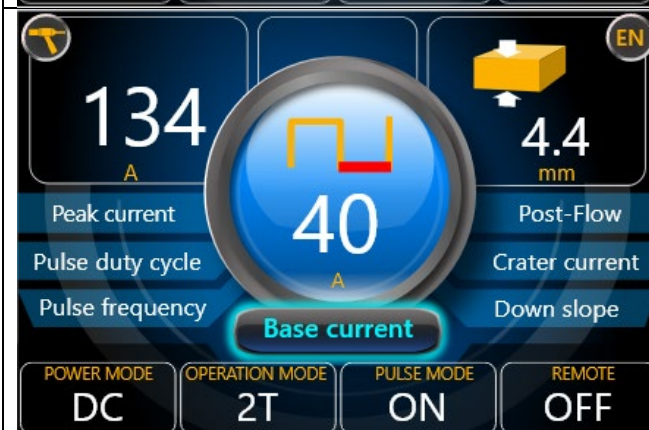 EN
134
A
4.4
mm
40
A
Peak current
Post-Flow
Pulse duty cycle
Crater current
Pulse frequency
Down slope
Base current
POWER MODE
OPERATION MODE
PULSE MODE
REMOTE
DC
2T
ON
OFF